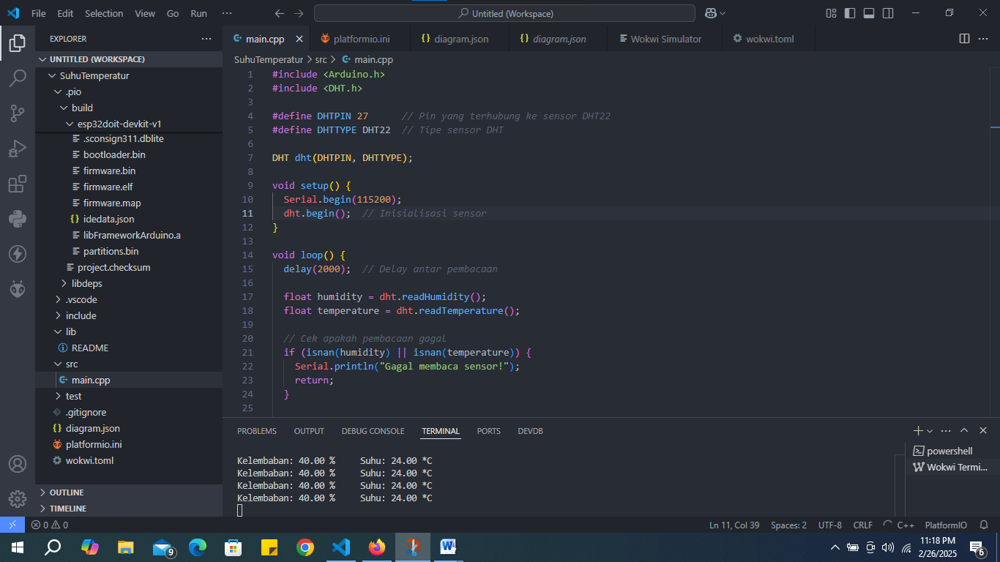 File Edit Selection View Go Run ··· Untitled (Workspace)
EXPLORER ···
UNTITLED (WORKSPACE)
SuhuTemperatur
.pio
build
esp32doit-devkit-v1
.sconsign311.dblite
bootloader.bin
firmware.bin
firmware.elf
firmware.map
{} idedata.json
libFrameworkArduino.a
partitions.bin
project.checksum
libdeps
.vscode
include
lib
README
src
main.cpp
test
.gitignore
{} diagram.json
platformio.ini
wokwi.toml
OUTLINE
TIMELINE
main.cpp platformio.ini {} diagram.json {} diagram.json Wokwi Simulator wokwi.toml
SuhuTemperatur > src > main.cpp
1 #include <Arduino.h>
2 #include <DHT.h>
3
4 #define DHTPIN 27 // Pin yang terhubung ke sensor DHT22
5 #define DHTTYPE DHT22 // Tipe sensor DHT
6
7 DHT dht(DHTPIN, DHTTYPE);
8
9 void setup() {
10 Serial.begin(115200);
11 dht.begin(); // Inisialisasi sensor
12 }
13
14 void loop() {
15 delay(2000); // Delay antar pembacaan
16
17 float humidity = dht.readHumidity();
18 float temperature = dht.readTemperature();
19
20 // Cek apakah pembacaan gagal
21 if (isnan(humidity) || isnan(temperature)) {
22 Serial.println("Gagal membaca sensor!");
23 return;
24 }
25
PROBLEMS OUTPUT DEBUG CONSOLE TERMINAL PORTS DEVDB
Kelembaban: 40.00 % Suhu: 24.00 *C
Kelembaban: 40.00 % Suhu: 24.00 *C
Kelembaban: 40.00 % Suhu: 24.00 *C
Kelembaban: 40.00 % Suhu: 24.00 *C
powershell
Wokwi Termi...
0 0 Ln 11, Col 39 Spaces: 2 UTF-8 CRLF C++ PlatformIO
9
11:18 PM
2/26/2025
6